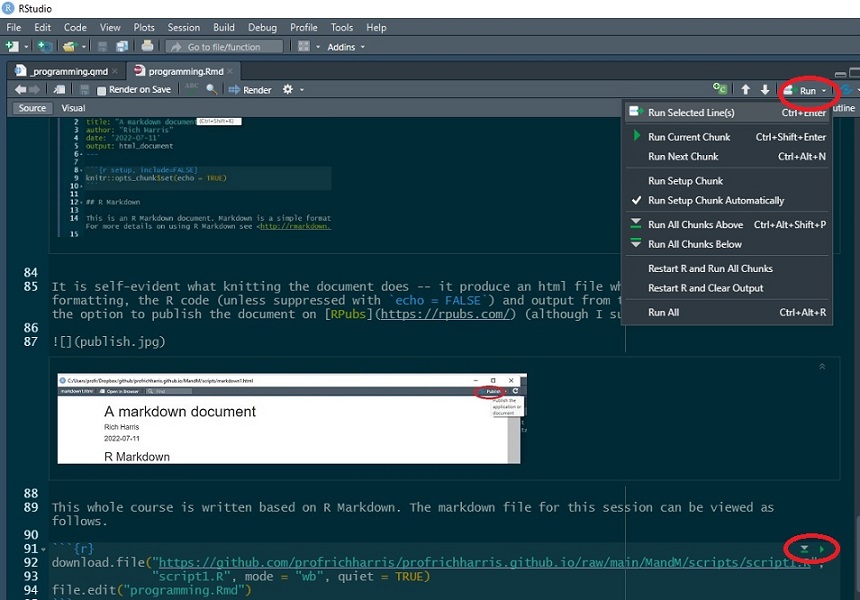 RStudio
File Edit Code View Plots Session Build Debug Profile Tools Help
Go to file/function Addins
_programming.qmd × programming.Rmd ×
Render on Save ABC Render Run
Source Visual
(Ctrl+Shift+K)
Outline
Run Selected Line(s) Ctrl+Enter
Run Current Chunk Ctrl+Shift+Enter
Run Next Chunk Ctrl+Alt+N
Run Setup Chunk
Run Setup Chunk Automatically
Run All Chunks Above Ctrl+Alt+Shift+P
Run All Chunks Below
Restart R and Run All Chunks
Restart R and Clear Output
Run All Ctrl+Alt+R
2 title: "A markdown document
3 author: "Rich Harris"
4 date: '2022-07-11'
5 output: html_document
6 ---
7
8 ```{r setup, include=FALSE}
9 knitr::opts_chunk$set(echo = TRUE)
10 ```
11
12 ## R Markdown
13
14 This is an R Markdown document. Markdown is a simple format
For more details on using R Markdown see <http://rmarkdown.
15
84
85 It is self-evident what knitting the document does -- it produce an html file wh
formatting, the R code (unless suppressed with `echo = FALSE`) and output from t
the option to publish the document on [RPubs](https://rpubs.com/) (although I su
86
87 ![](publish.jpg)
C:/Users/profr/Dropbox/github/profrichharris.github.io/MandM/scripts/markdown1.html
markdown1.html Open in Browser Find Publish
Publish the
application or
document
A markdown document
Rich Harris
2022-07-11
R Markdown
88
89 This whole course is written based on R Markdown. The markdown file for this session can be viewed as
follows.
90
91 ```{r}
92 download.file("https://github.com/profrichharris/profrichharris.github.io/raw/main/MandM/scripts/script1.R",
93 "script1.R", mode = "wb", quiet = TRUE)
94 file.edit("programming.Rmd")